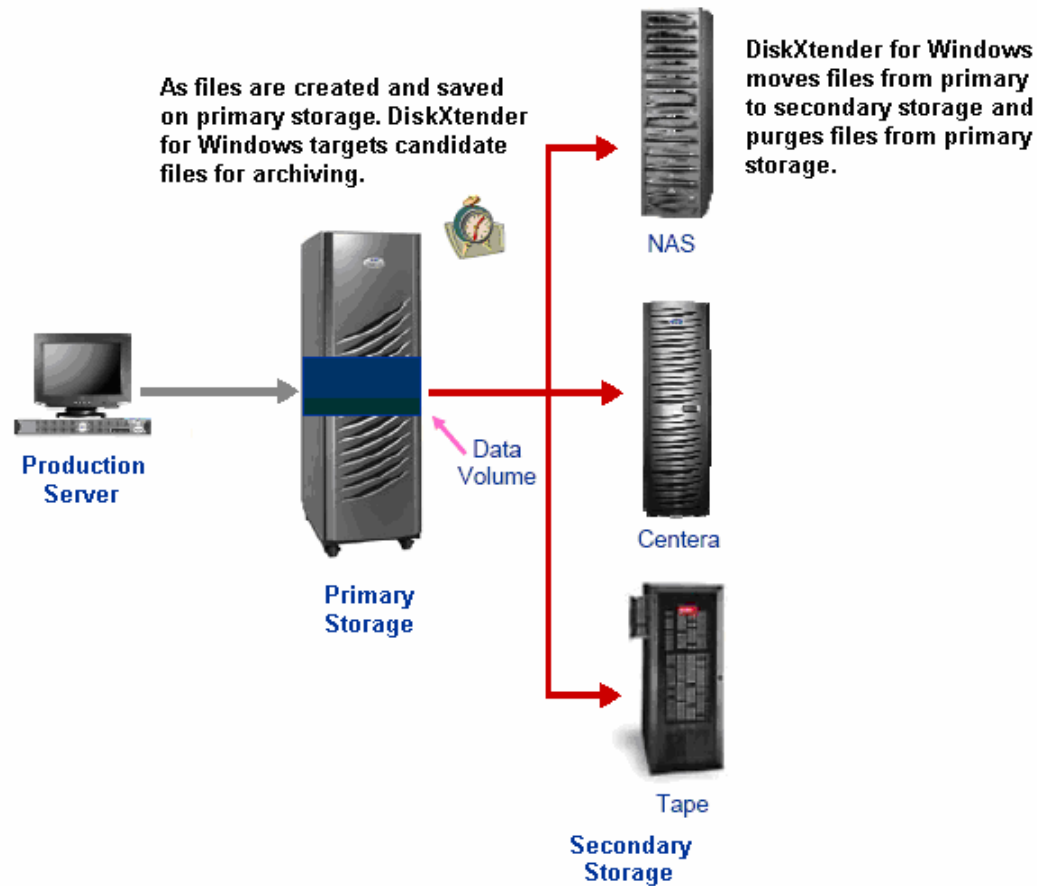 As files are created and saved
on primary storage. DiskXtender
for Windows targets candidate
files for archiving.
DiskXtender for Windows
moves files from primary
to secondary storage and
purges files from primary
storage.
NAS
Production
Server
Data
Volume
Primary
Storage
Centera
Tape
Secondary
Storage